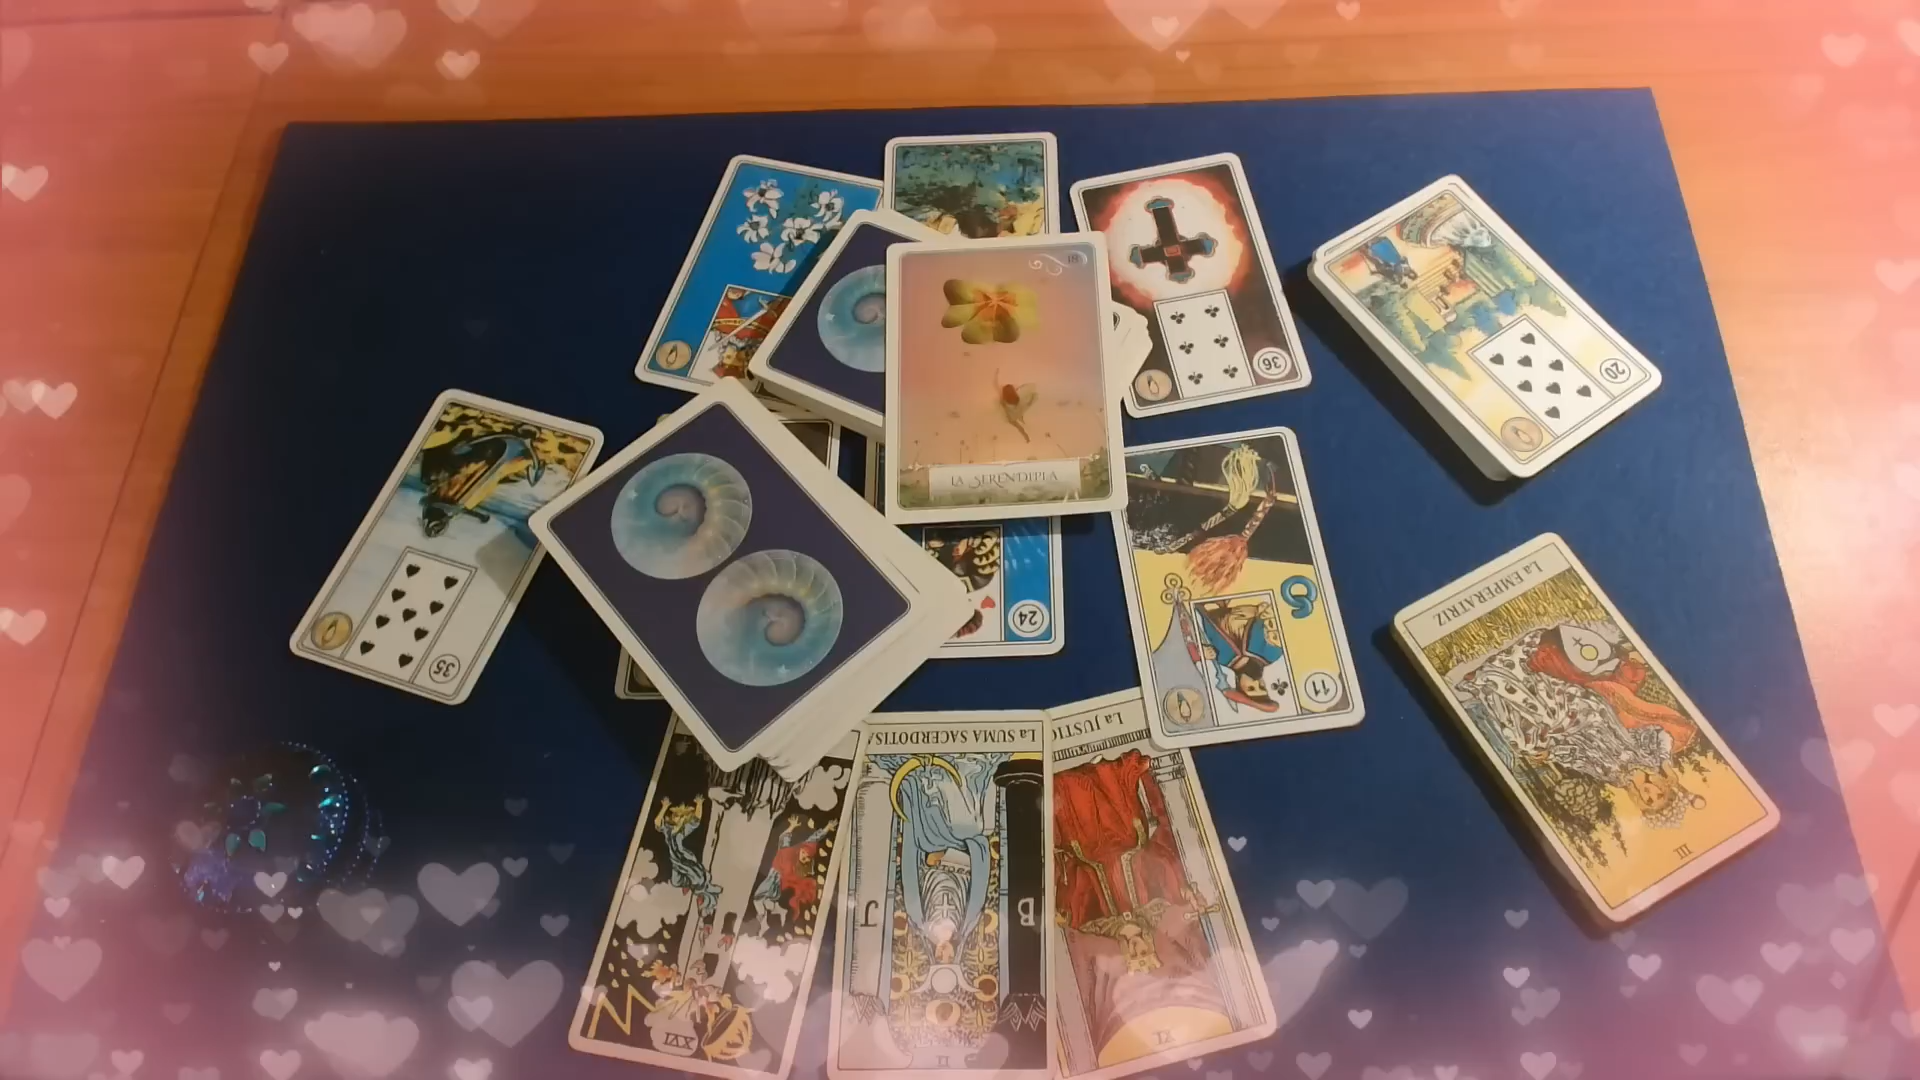 36
20
18
LA SERENDIPIA
35
24
11
La EMPERATRIZ
III
La SUMA SACERDOTISA
La JUSTIC
J
B
XVI
II
XI